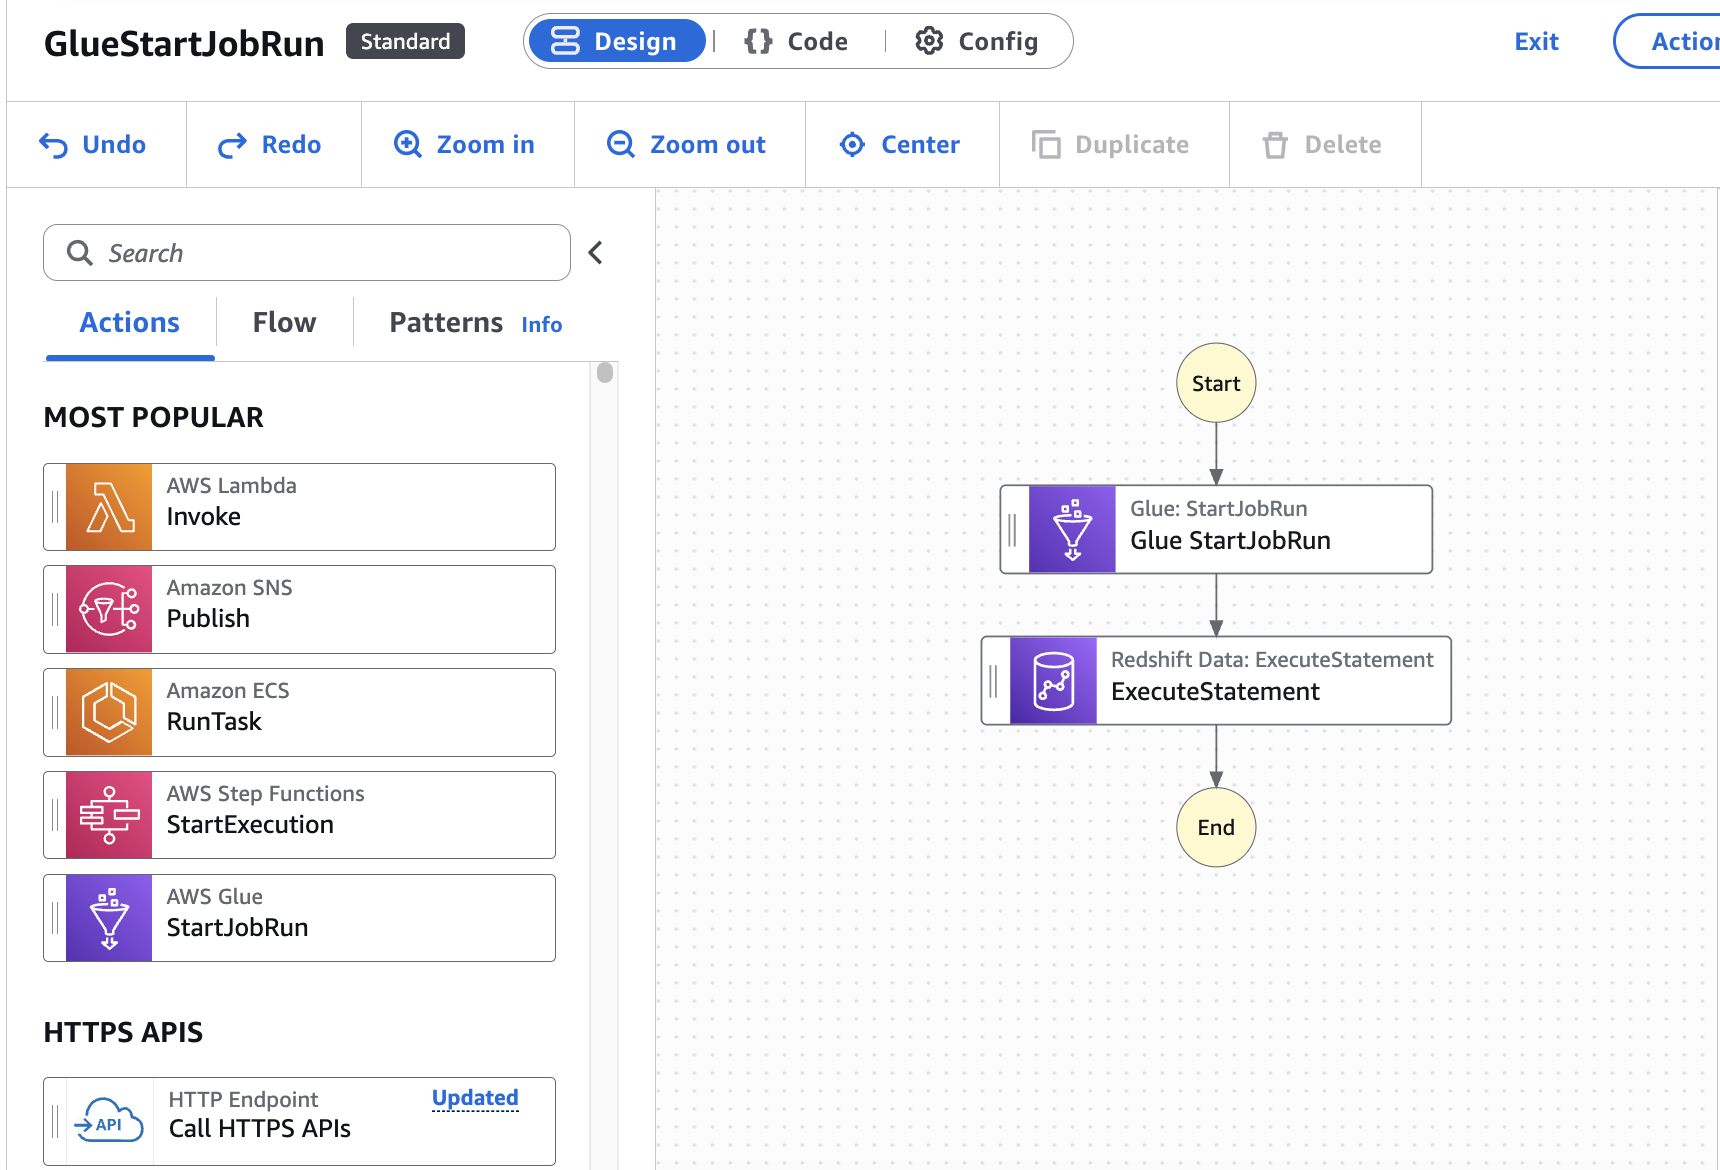 GlueStartJobRun Standard Design Code Config Exit
Undo Redo Zoom in Zoom out Center Duplicate Delete
Search
Actions Flow Patterns Info
MOST POPULAR
AWS Lambda
Invoke
Amazon SNS
Publish
Amazon ECS
RunTask
AWS Step Functions
StartExecution
AWS Glue
StartJobRun
HTTPS APIS
API
HTTP Endpoint Updated
Call HTTPS APIs
Start
Glue: StartJobRun
Glue StartJobRun
Redshift Data: ExecuteStatement
ExecuteStatement
End